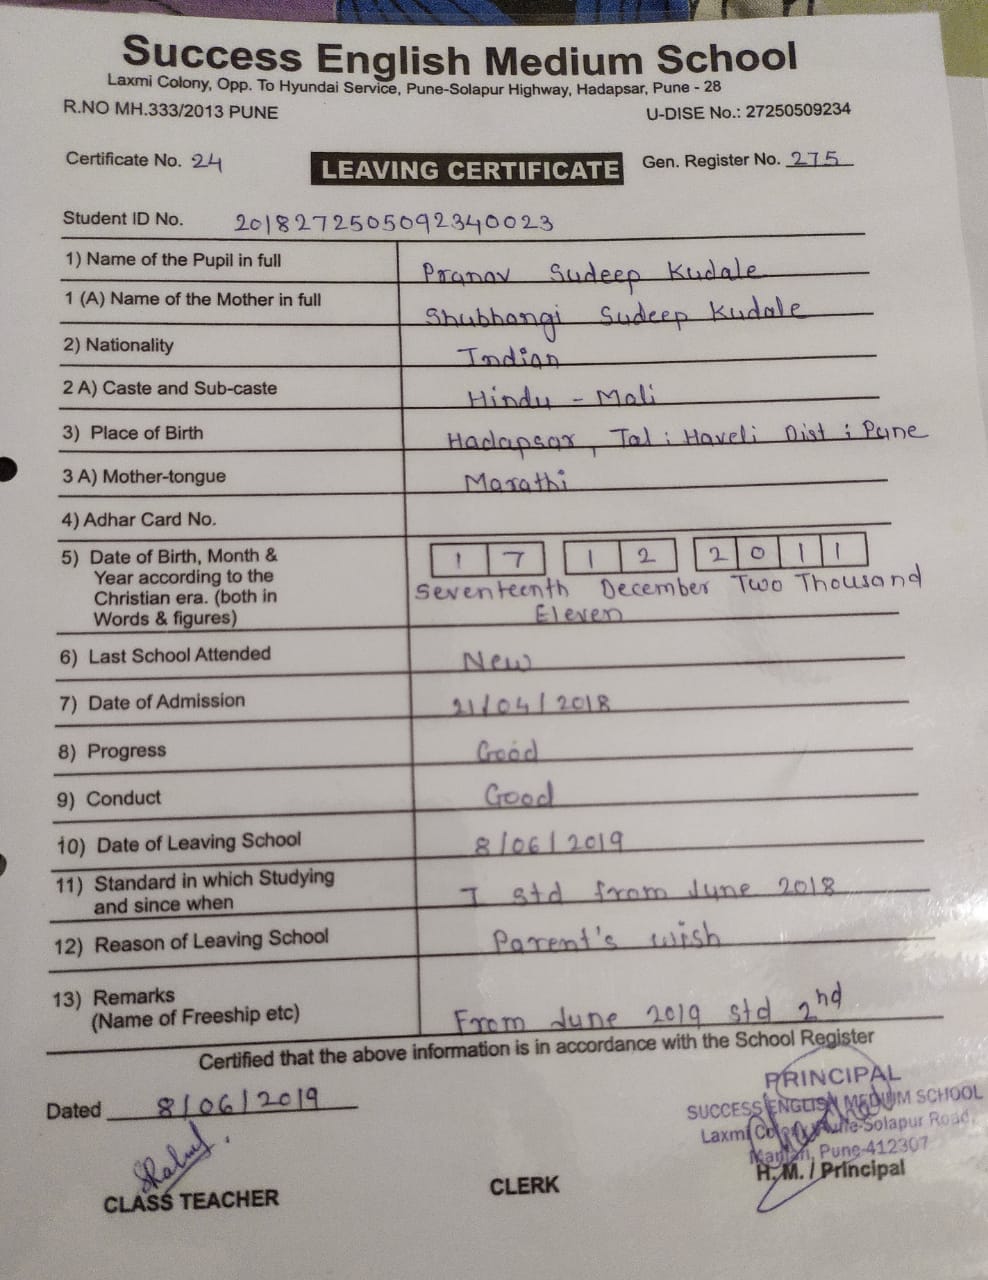 Success English Medium School
Laxmi Colony, Opp. To Hyundai Service, Pune-Solapur Highway, Hadapsar, Pune - 28
R.NO MH.333/2013 PUNE U-DISE No.: 27250509234
Certificate No. 24 LEAVING CERTIFICATE Gen. Register No. 275
Student ID No. 2018272505092340023
1) Name of the Pupil in full Pranav Sudeep Kudale
1 (A) Name of the Mother in full Shubhangi Sudeep Kudale
2) Nationality Indian
2 A) Caste and Sub-caste Hindu - Mali
3) Place of Birth Hadapsar, Tal : Haveli Dist : Pune
3 A) Mother-tongue Marathi
4) Adhar Card No.
5) Date of Birth, Month & 17 12 2011
Year according to the Seventeenth December Two Thousand
Christian era. (both in Eleven
Words & figures)
6) Last School Attended New
7) Date of Admission 21/04/2018
8) Progress Good
9) Conduct Good
10) Date of Leaving School 8/06/2019
11) Standard in which Studying I std from June 2018
and since when
12) Reason of Leaving School Parent's wish
13) Remarks From June 2019 std 2nd
(Name of Freeship etc)
Certified that the above information is in accordance with the School Register
Dated 8/06/2019
PRINCIPAL
SUCCESS ENGLISH MEDIUM SCHOOL
Laxmi Colony, Pune-Solapur Road,
Manjari, Pune-412307
CLASS TEACHER CLERK H. M. / Principal